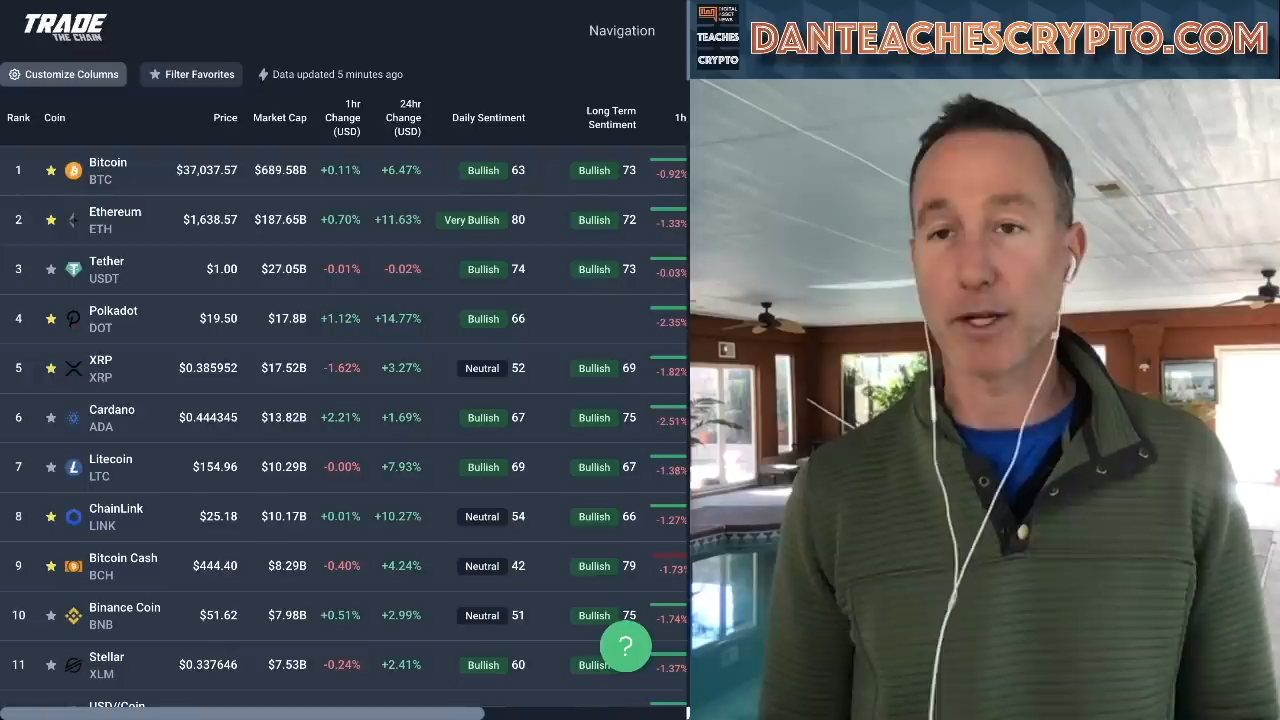 TRADE
THE CHAIN
Navigation
DIGITAL
ASSET
NEWS
TEACHES
CRYPTO
DANTEACHESCRYPTO.COM
Customize Columns
Filter Favorites
Data updated 5 minutes ago
Rank Coin Price Market Cap 1hr Change (USD) 24hr Change (USD) Daily Sentiment Long Term Sentiment 1h
1 Bitcoin BTC $37,037.57 $689.58B +0.11% +6.47% Bullish 63 Bullish 73 -0.92%
2 Ethereum ETH $1,638.57 $187.65B +0.70% +11.63% Very Bullish 80 Bullish 72 -1.33%
3 Tether USDT $1.00 $27.05B -0.01% -0.02% Bullish 74 Bullish 73 -0.03%
4 Polkadot DOT $19.50 $17.8B +1.12% +14.77% Bullish 66 -2.35%
5 XRP XRP $0.385952 $17.52B -1.62% +3.27% Neutral 52 Bullish 69 -1.82%
6 Cardano ADA $0.444345 $13.82B +2.21% +1.69% Bullish 67 Bullish 75 -2.51%
7 Litecoin LTC $154.96 $10.29B -0.00% +7.93% Bullish 69 Bullish 67 -1.38%
8 ChainLink LINK $25.18 $10.17B +0.01% +10.27% Neutral 54 Bullish 66 -1.27%
9 Bitcoin Cash BCH $444.40 $8.29B -0.40% +4.24% Neutral 42 Bullish 79 -1.73%
10 Binance Coin BNB $51.62 $7.98B +0.51% +2.99% Neutral 51 Bullish 75 -1.74%
11 Stellar XLM $0.337646 $7.53B -0.24% +2.41% Bullish 60 Bullish -1.37%
?